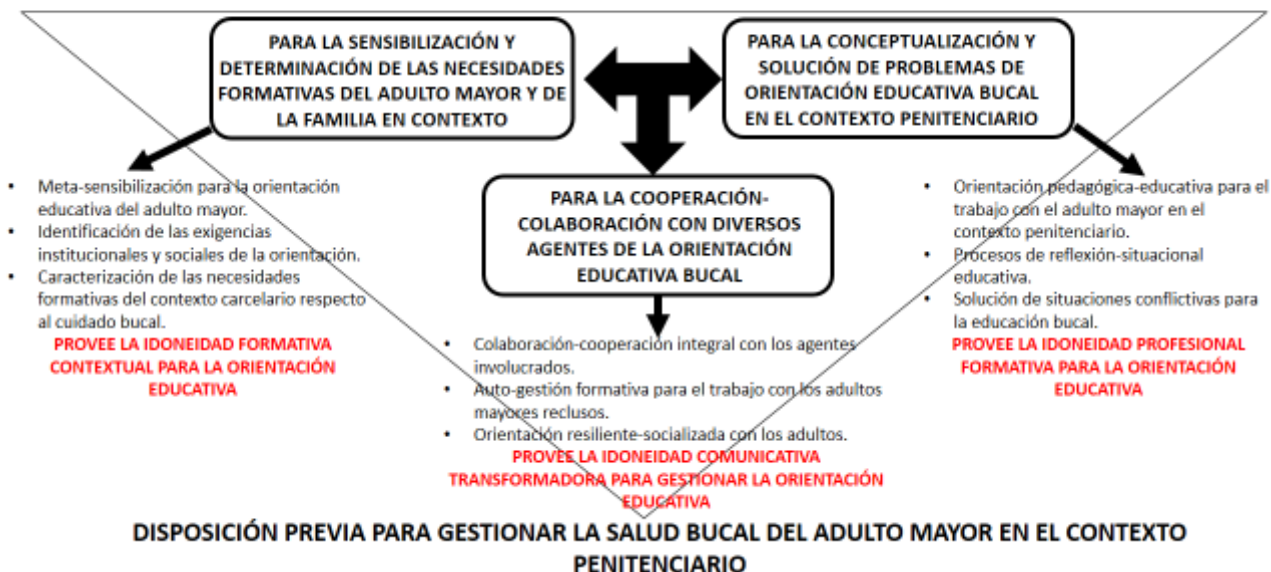 PARA LA SENSIBILIZACIÓN Y
DETERMINACIÓN DE LAS NECESIDADES
FORMATIVAS DEL ADULTO MAYOR Y DE
LA FAMILIA EN CONTEXTO
PARA LA CONCEPTUALIZACIÓN Y
SOLUCIÓN DE PROBLEMAS DE
ORIENTACIÓN EDUCATIVA BUCAL
EN EL CONTEXTO PENITENCIARIO
PARA LA COOPERACIÓN-
COLABORACIÓN CON DIVERSOS
AGENTES DE LA ORIENTACIÓN
EDUCATIVA BUCAL
• Meta-sensibilización para la orientación
educativa del adulto mayor.
• Identificación de las exigencias
institucionales y sociales de la orientación.
• Caracterización de las necesidades
formativas del contexto carcelario respecto
al cuidado bucal.
PROVEE LA IDONEIDAD FORMATIVA
CONTEXTUAL PARA LA ORIENTACIÓN
EDUCATIVA
• Colaboración-cooperación integral con los agentes
involucrados.
• Auto-gestión formativa para el trabajo con los adultos
mayores reclusos.
• Orientación resiliente-socializada con los adultos.
PROVEE LA IDONEIDAD COMUNICATIVA
TRANSFORMADORA PARA GESTIONAR LA ORIENTACIÓN
EDUCATIVA
• Orientación pedagógica-educativa para el
trabajo con el adulto mayor en el
contexto penitenciario.
• Procesos de reflexión-situacional
educativa.
• Solución de situaciones conflictivas para
la educación bucal.
PROVEE LA IDONEIDAD PROFESIONAL
FORMATIVA PARA LA ORIENTACIÓN
EDUCATIVA
DISPOSICIÓN PREVIA PARA GESTIONAR LA SALUD BUCAL DEL ADULTO MAYOR EN EL CONTEXTO
PENITENCIARIO